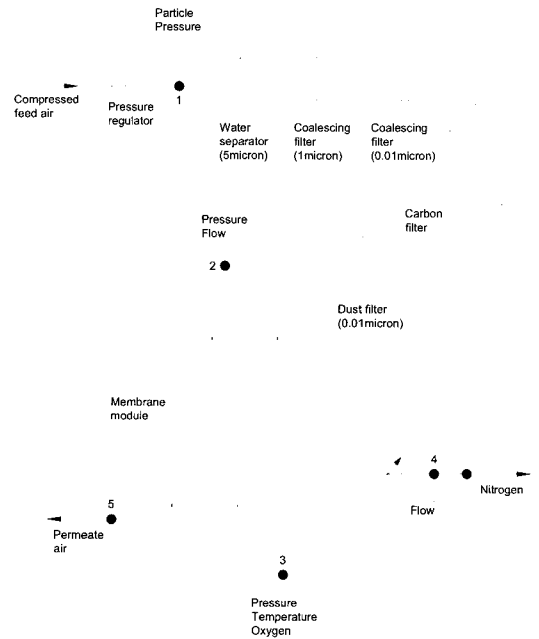 Particle
Pressure
Compressed
feed air
Pressure
regulator
1
Water
separator
(5micron)
Coalescing
filter
(1micron)
Coalescing
filter
(0.01micron)
Pressure
Flow
Carbon
filter
2
Dust filter
(0.01micron)
Membrane
module
4
Nitrogen
Flow
5
Permeate
air
3
Pressure
Temperature
Oxygen